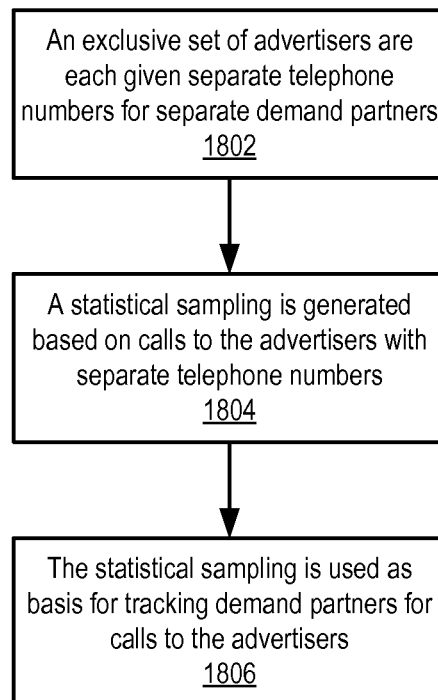 An exclusive set of advertisers are
each given separate telephone
numbers for separate demand partners
1802
A statistical sampling is generated
based on calls to the advertisers with
separate telephone numbers
1804
The statistical sampling is used as
basis for tracking demand partners for
calls to the advertisers
1806